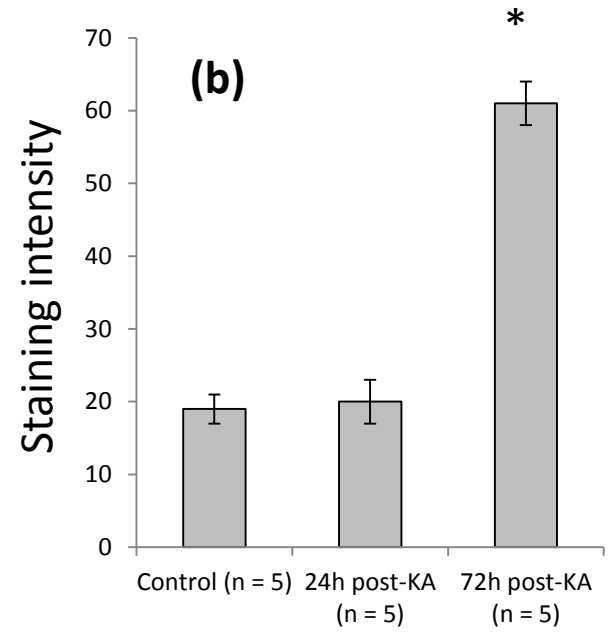 *
70
(b)
60
50
40
30
20
10
0
Staining intensity
Control (n = 5) 24h post-KA 72h post-KA
(n = 5) (n = 5)